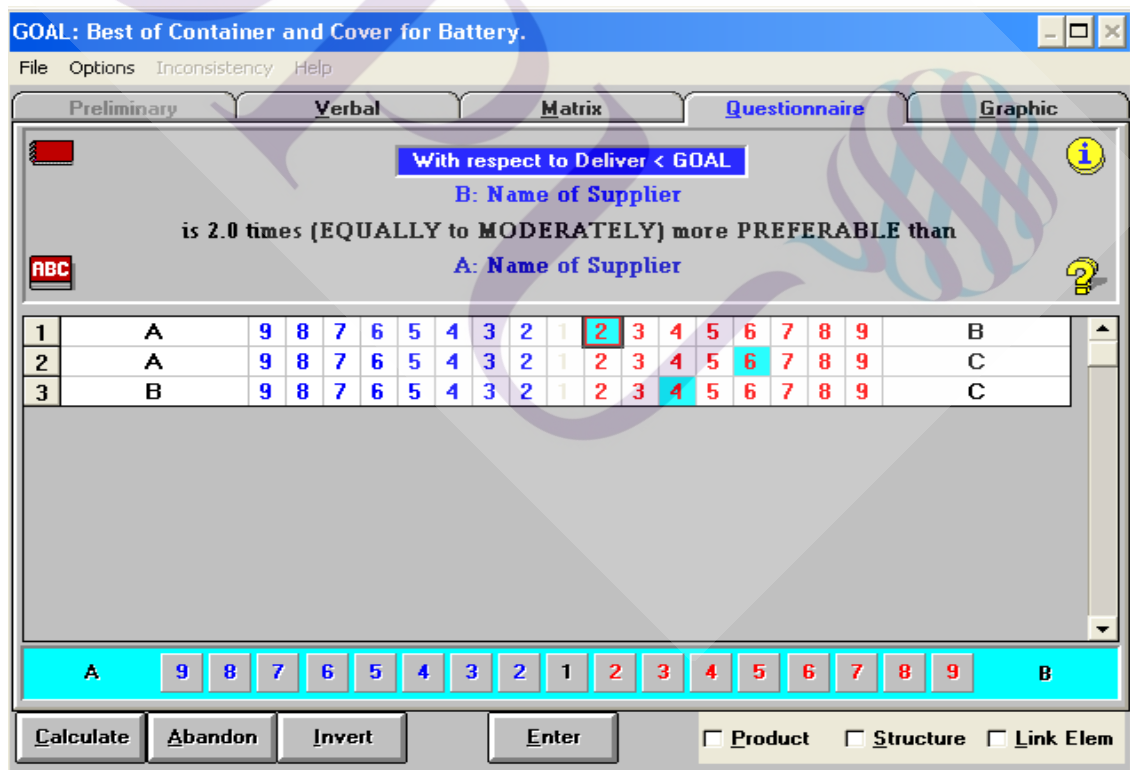 GOAL: Best of Container and Cover for Battery.
File Options Inconsistency Help
Preliminary Verbal Matrix Questionnaire Graphic
With respect to Deliver < GOAL
B: Name of Supplier
is 2.0 times (EQUALLY to MODERATELY) more PREFERABLE than
ABC A: Name of Supplier
1 A 9 8 7 6 5 4 3 2 1 2 3 4 5 6 7 8 9 B
2 A 9 8 7 6 5 4 3 2 1 2 3 4 5 6 7 8 9 C
3 B 9 8 7 6 5 4 3 2 1 2 3 4 5 6 7 8 9 C
A 9 8 7 6 5 4 3 2 1 2 3 4 5 6 7 8 9 B
Calculate Abandon Invert Enter Product Structure Link Elem